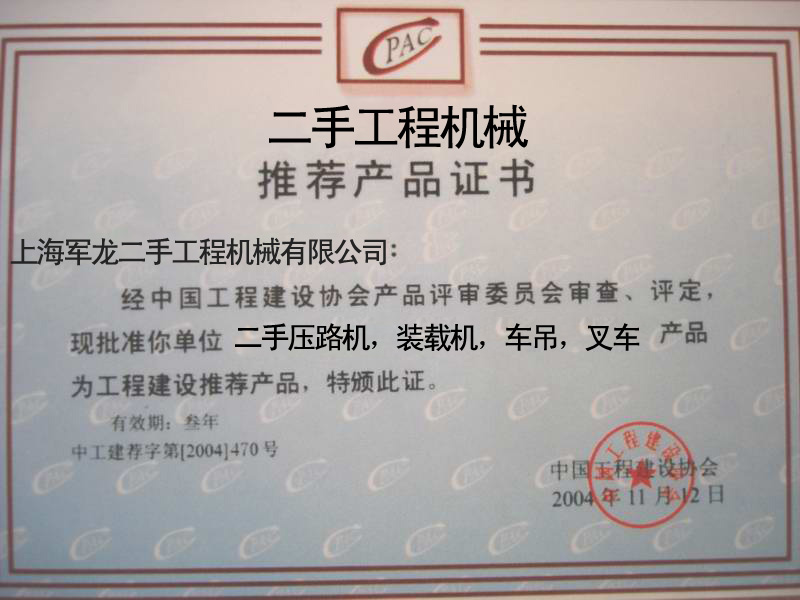 CPAC
二手工程机械
推荐产品证书
上海军龙二手工程机械有限公司:
经中国工程建设协会产品评审委员会审查、评定，
现批准你单位 二手压路机，装载机，车吊，叉车 产品
为工程建设推荐产品，特颁此证。
有效期：叁年
中工建荐字第[2004]470号
中国工程建设协会
2004年11月12日